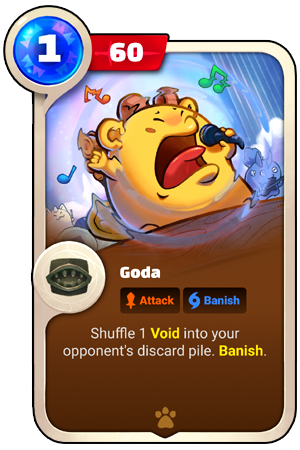 1
60
Goda
Attack
Banish
Shuffle 1 Void into your
opponent's discard pile. Banish.